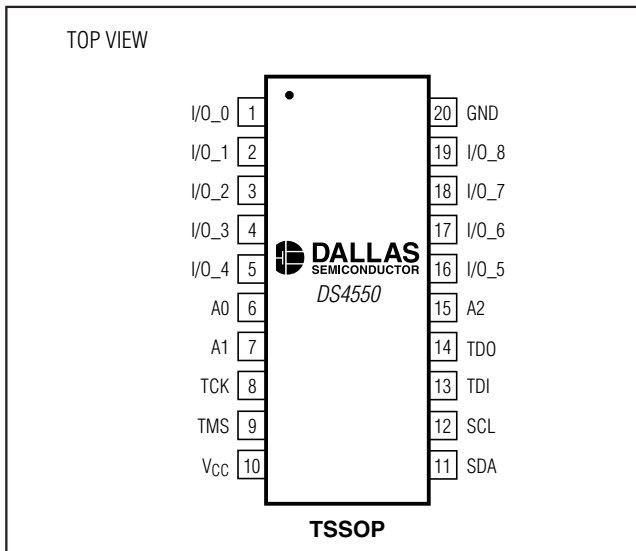 TOP VIEW
I/O_0 1
I/O_1 2
I/O_2 3
I/O_3 4
I/O_4 5
A0 6
A1 7
TCK 8
TMS 9
VCC 10
DALLAS
SEMICONDUCTOR
DS4550
20 GND
19 I/O_8
18 I/O_7
17 I/O_6
16 I/O_5
15 A2
14 TDO
13 TDI
12 SCL
11 SDA
TSSOP